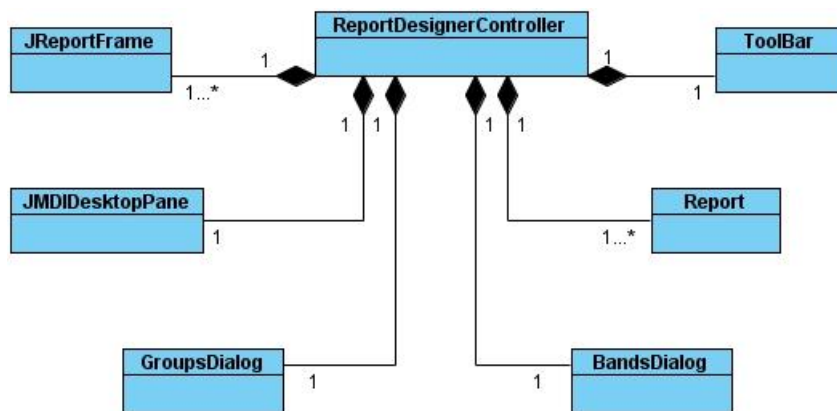 JReportFrame
ReportDesignerController
ToolBar
1
1
1...*
1
1
1
1
1
JMDIDesktopPane
Report
1
1...*
GroupsDialog
BandsDialog
1
1